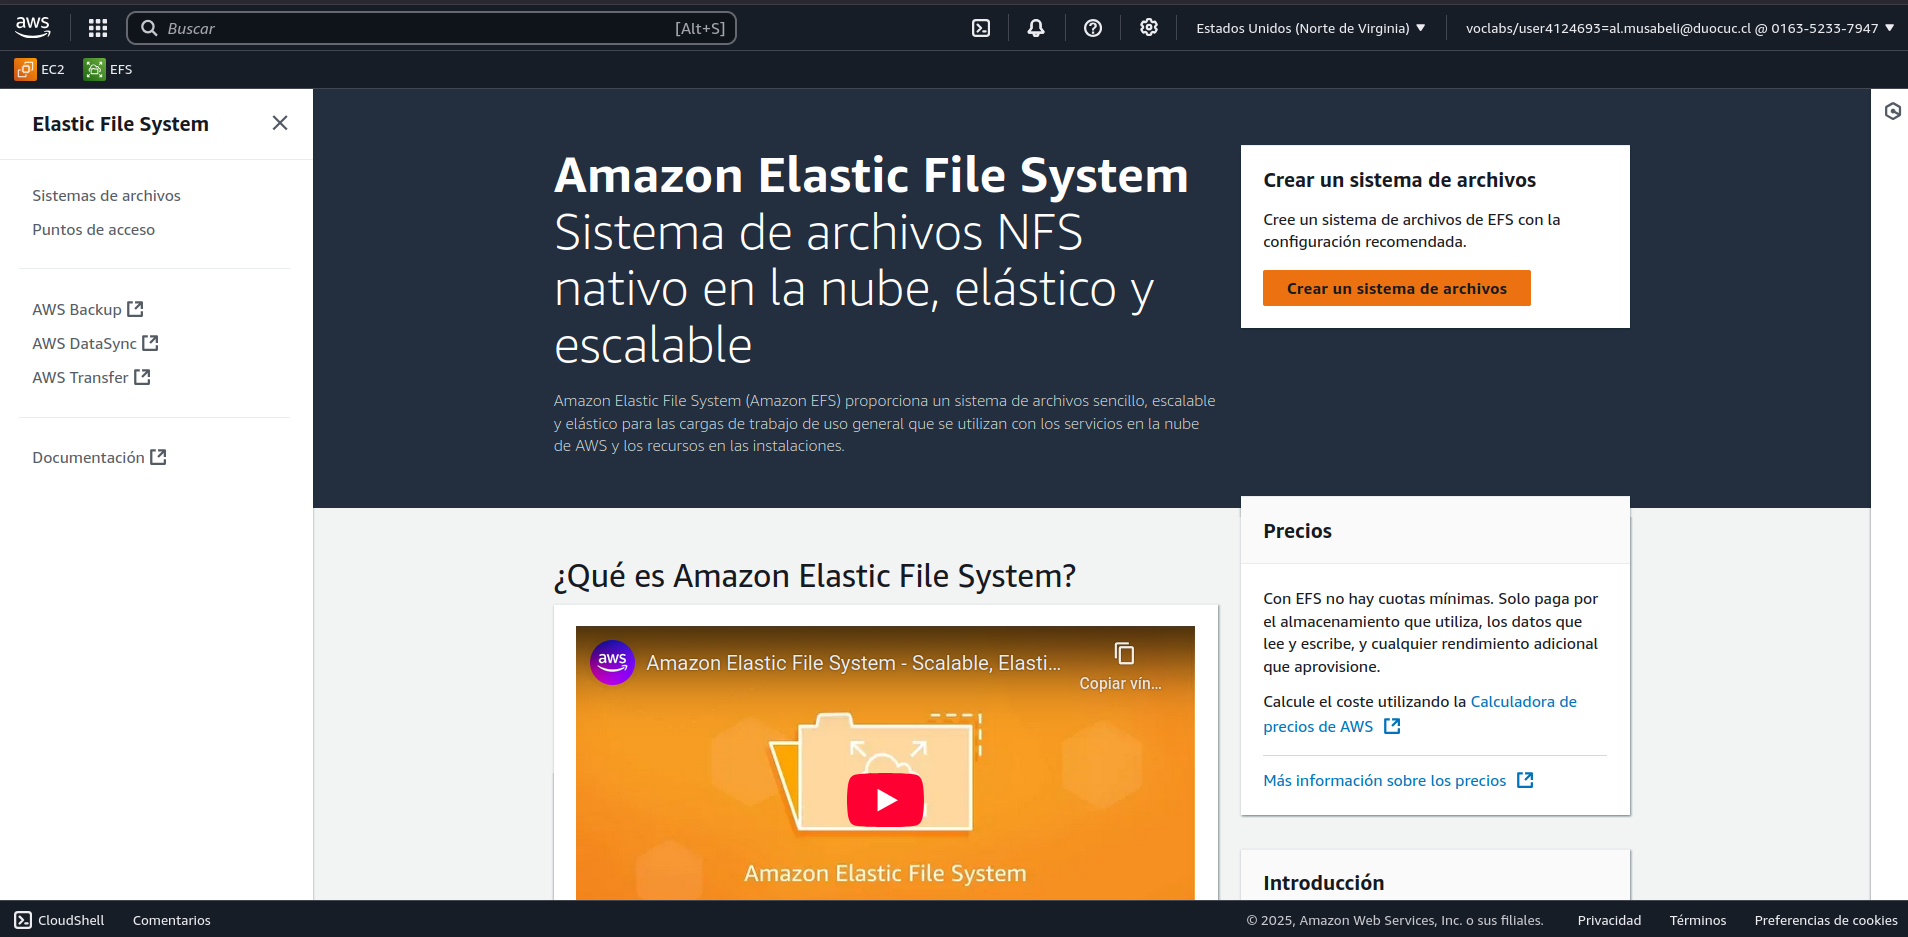 aws
Buscar
[Alt+S]
Estados Unidos (Norte de Virginia)
voclabs/user4124693=al.musabeli@duocuc.cl @ 0163-5233-7947
EC2
EFS
Elastic File System
Sistemas de archivos
Puntos de acceso
AWS Backup
AWS DataSync
AWS Transfer
Documentación
Amazon Elastic File System
Sistema de archivos NFS
nativo en la nube, elástico y
escalable
Amazon Elastic File System (Amazon EFS) proporciona un sistema de archivos sencillo, escalable
y elástico para las cargas de trabajo de uso general que se utilizan con los servicios en la nube
de AWS y los recursos en las instalaciones.
Crear un sistema de archivos
Cree un sistema de archivos de EFS con la
configuración recomendada.
Crear un sistema de archivos
¿Qué es Amazon Elastic File System?
aws
Amazon Elastic File System - Scalable, Elasti...
Copiar vín...
Amazon Elastic File System
Precios
Con EFS no hay cuotas mínimas. Solo paga por
el almacenamiento que utiliza, los datos que
lee y escribe, y cualquier rendimiento adicional
que aprovisione.
Calcule el coste utilizando la Calculadora de
precios de AWS
Más información sobre los precios
Introducción
CloudShell
Comentarios
© 2025, Amazon Web Services, Inc. o sus filiales.
Privacidad
Términos
Preferencias de cookies